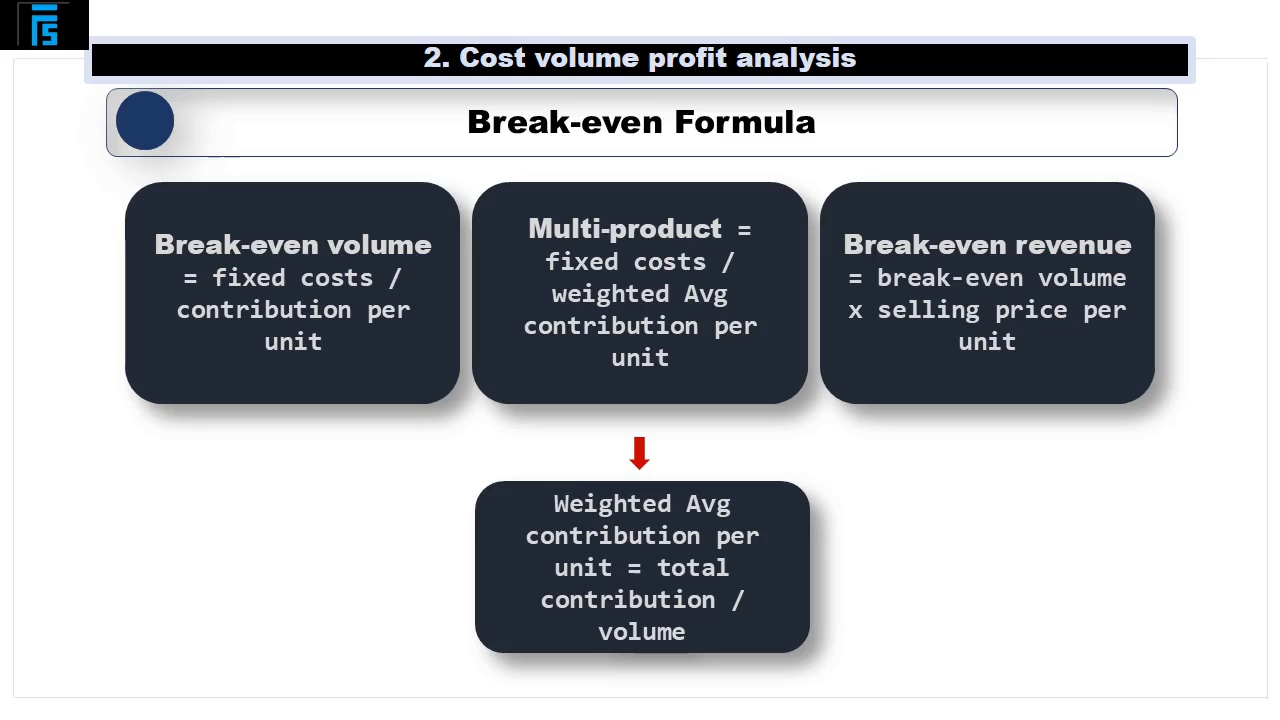 2. Cost volume profit analysis
Break-even Formula
Break-even volume
= fixed costs /
contribution per
unit
Multi-product =
fixed costs /
weighted Avg
contribution per
unit
Break-even revenue
= break-even volume
x selling price per
unit
Weighted Avg
contribution per
unit = total
contribution /
volume